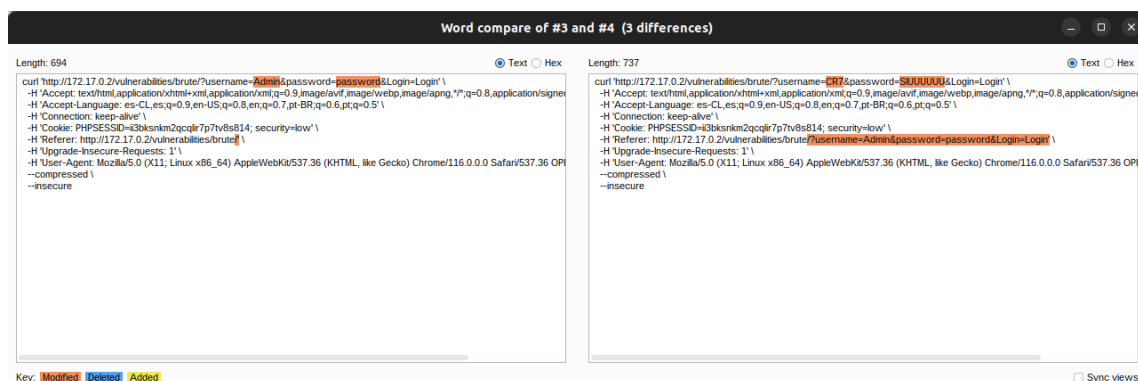 Word compare of #3 and #4 (3 differences)
Length: 694
Text
Hex
curl 'http://172.17.0.2/vulnerabilities/brute/?username=Admin&password=password&Login=Login' \
-H 'Accept: text/html,application/xhtml+xml,application/xml;q=0.9,image/avif,image/webp,image/apng,*/*;q=0.8,application/signe
-H 'Accept-Language: es-CL,es;q=0.9,en-US;q=0.8,en;q=0.7,pt-BR;q=0.6,pt;q=0.5' \
-H 'Connection: keep-alive' \
-H 'Cookie: PHPSESSID=ii3bksnkm2qcqlir7p7tv8s814; security=low' \
-H 'Referer: http://172.17.0.2/vulnerabilities/brute/' \
-H 'Upgrade-Insecure-Requests: 1' \
-H 'User-Agent: Mozilla/5.0 (X11; Linux x86_64) AppleWebKit/537.36 (KHTML, like Gecko) Chrome/116.0.0.0 Safari/537.36 OPI
--compressed \
--insecure
Length: 737
Text
Hex
curl 'http://172.17.0.2/vulnerabilities/brute/?username=CR7&password=SIUUUUUU&Login=Login' \
-H 'Accept: text/html,application/xhtml+xml,application/xml;q=0.9,image/avif,image/webp,image/apng,*/*;q=0.8,application/signed
-H 'Accept-Language: es-CL,es;q=0.9,en-US;q=0.8,en;q=0.7,pt-BR;q=0.6,pt;q=0.5' \
-H 'Connection: keep-alive' \
-H 'Cookie: PHPSESSID=ii3bksnkm2qcqlir7p7tv8s814; security=low' \
-H 'Referer: http://172.17.0.2/vulnerabilities/brute/?username=Admin&password=password&Login=Login' \
-H 'Upgrade-Insecure-Requests: 1' \
-H 'User-Agent: Mozilla/5.0 (X11; Linux x86_64) AppleWebKit/537.36 (KHTML, like Gecko) Chrome/116.0.0.0 Safari/537.36 OPI
--compressed \
--insecure
Key: Modified Deleted Added
Sync views